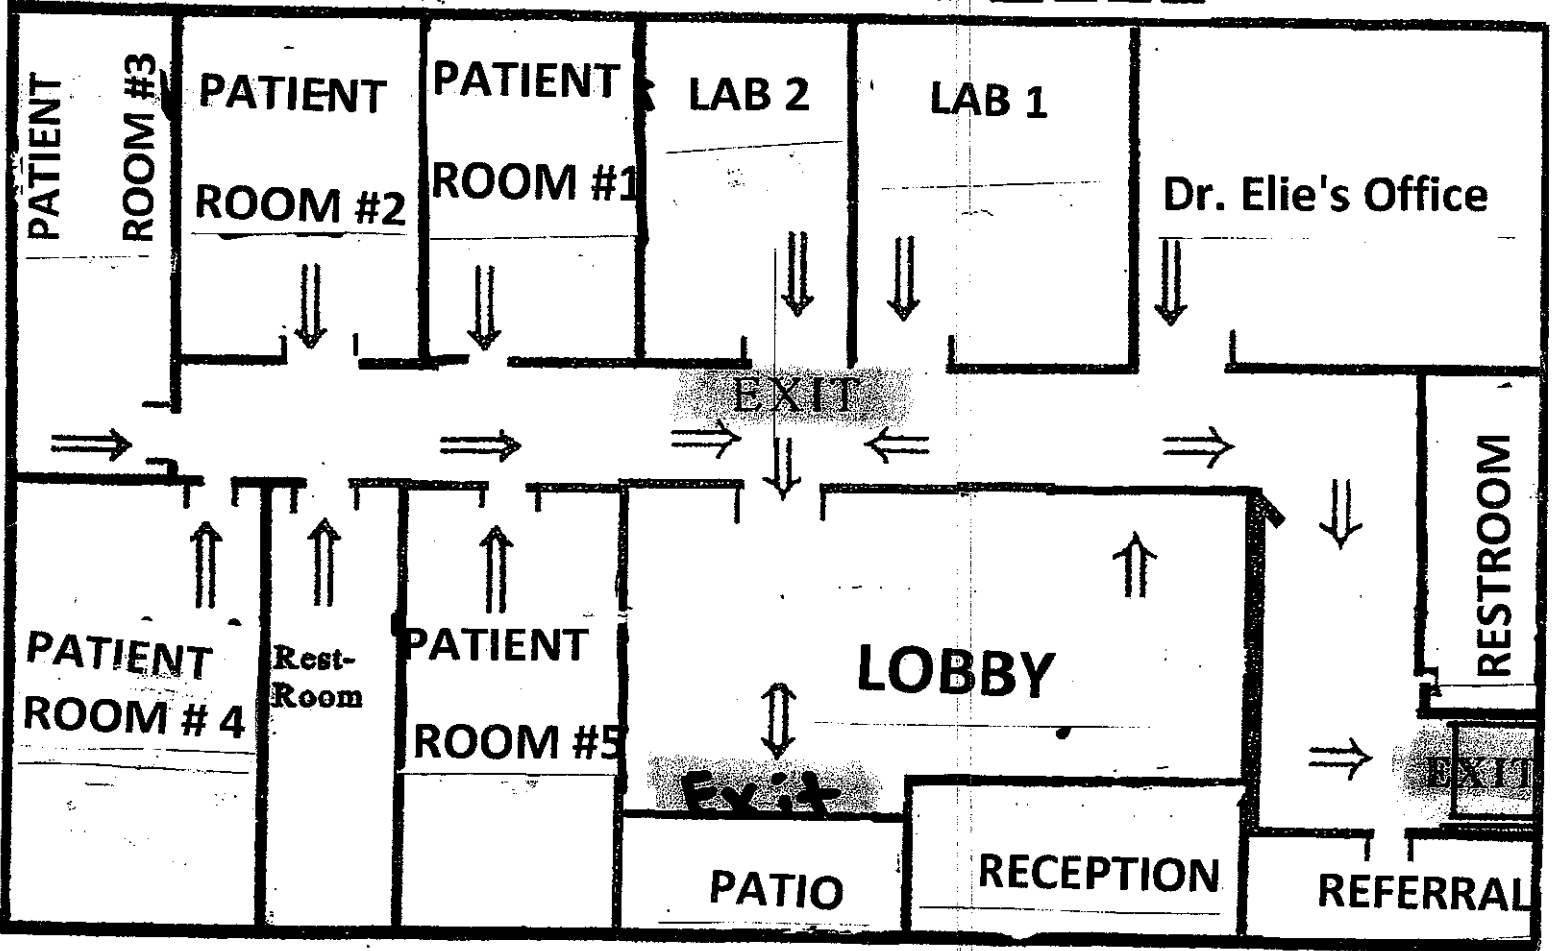 PATIENT
ROOM #3
PATIENT
ROOM #2
PATIENT
ROOM #1
LAB 2
LAB 1
Dr. Elie's Office
EXIT
RESTROOM
PATIENT
ROOM # 4
Rest-
Room
PATIENT
ROOM #5
LOBBY
Exit
EXIT
PATIO
RECEPTION
REFERRAL